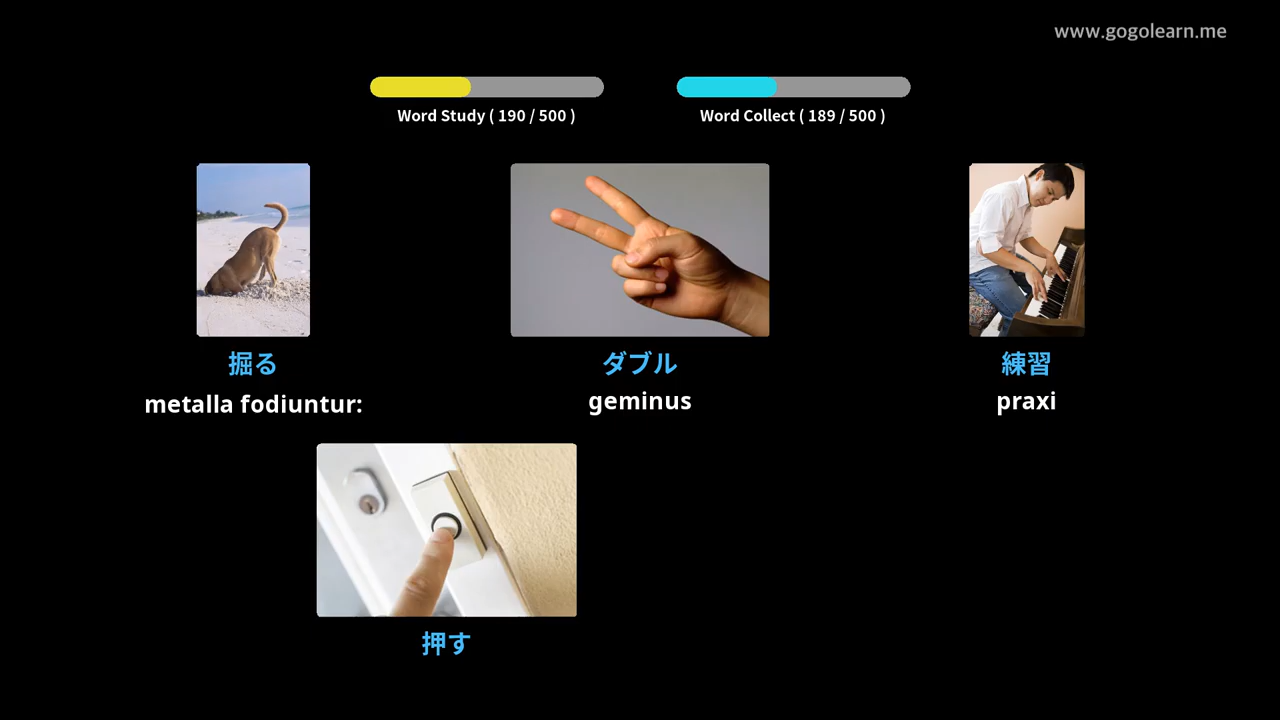 www.gogolearn.me
Word Study ( 190 / 500 )
Word Collect ( 189 / 500 )
掘る
ダブル
練習
metalla fodiuntur:
geminus
praxi
押す